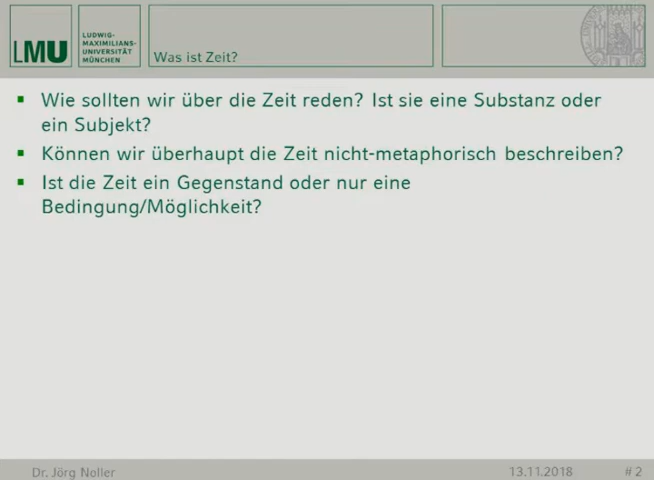 LMU
LUDWIG-
MAXIMILIANS-
UNIVERSITÄT
MÜNCHEN
Was ist Zeit?
▪ Wie sollten wir über die Zeit reden? Ist sie eine Substanz oder
ein Subjekt?
▪ Können wir überhaupt die Zeit nicht-metaphorisch beschreiben?
▪ Ist die Zeit ein Gegenstand oder nur eine
Bedingung/Möglichkeit?
Dr. Jörg Noller
13.11.2018
# 2